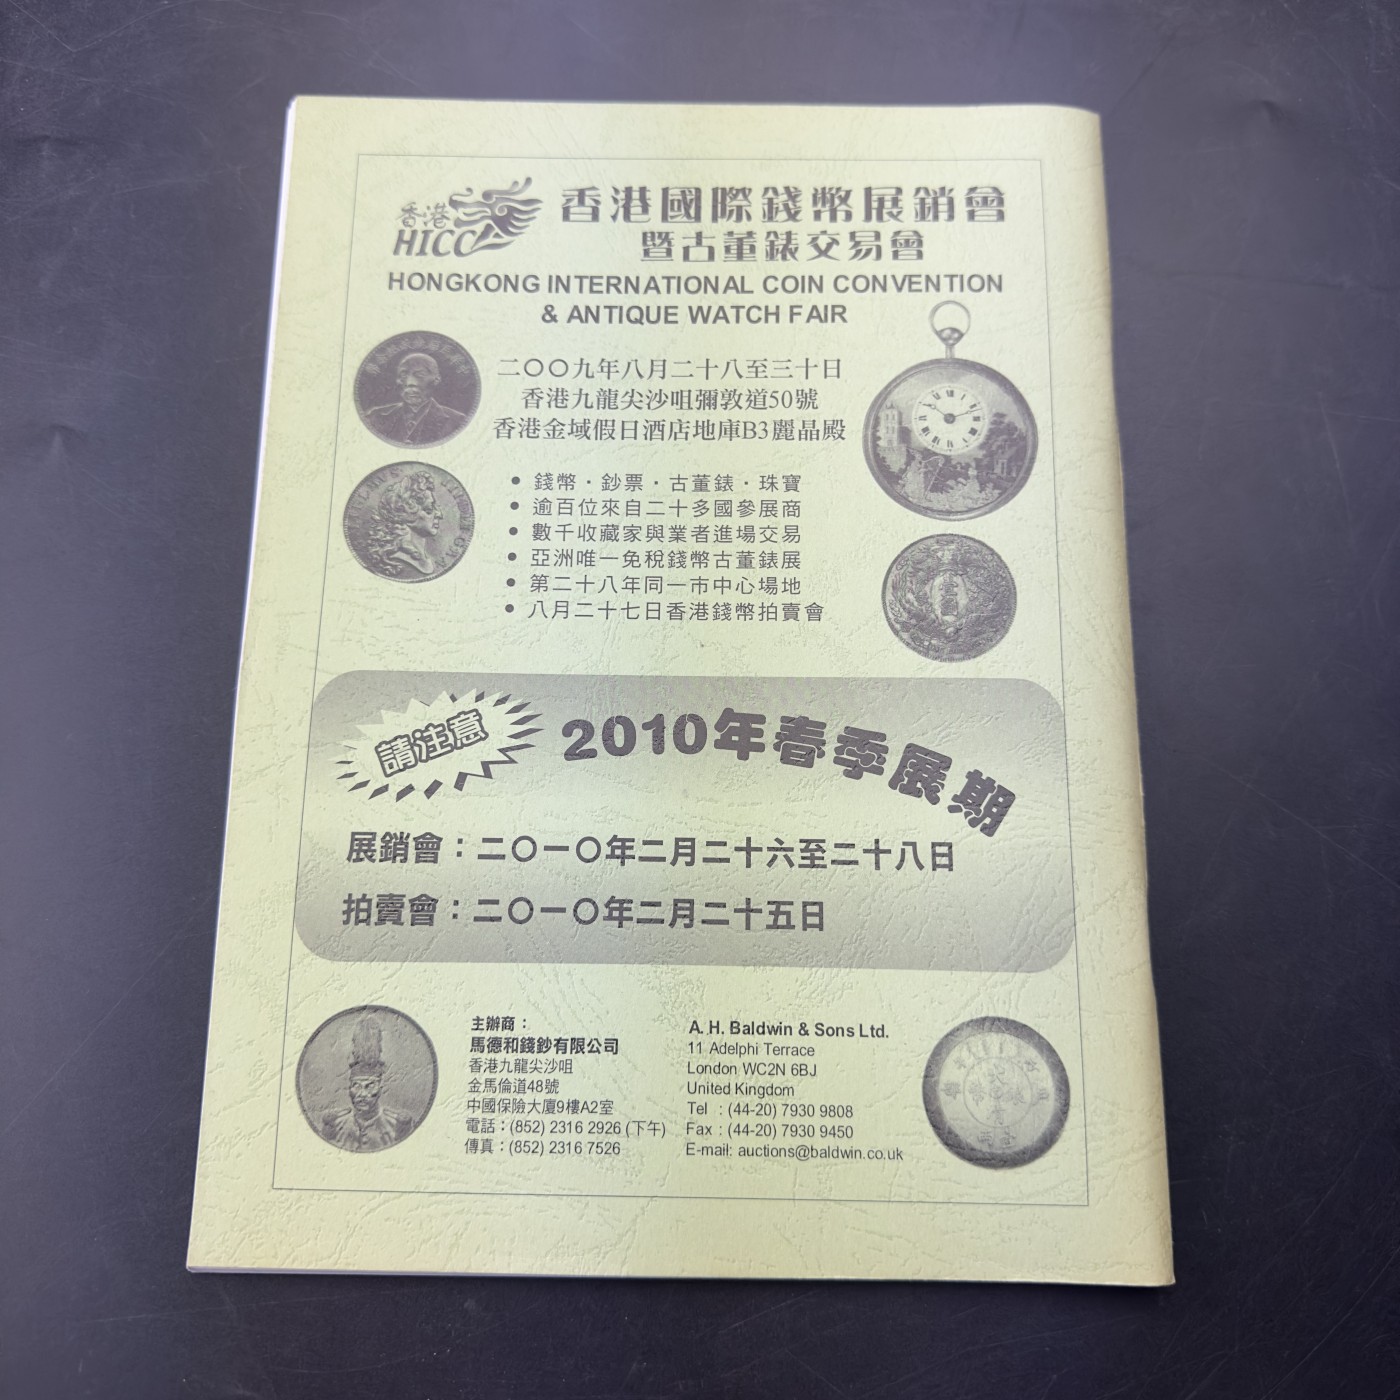 香港
HICC
香港國際錢幣展銷會
暨古董錶交易會
HONGKONG INTERNATIONAL COIN CONVENTION
& ANTIQUE WATCH FAIR
二〇〇九年八月二十八至三十日
香港九龍尖沙咀彌敦道50號
香港金域假日酒店地庫B3麗晶殿
• 錢幣・鈔票・古董錶・珠寶
• 逾百位來自二十多國參展商
• 數千收藏家與業者進場交易
• 亞洲唯一免稅錢幣古董錶展
• 第二十八年同一市中心場地
• 八月二十七日香港錢幣拍賣會
請注意
2010年春季展期
展銷會：二〇一〇年二月二十六至二十八日
拍賣會：二〇一〇年二月二十五日
主辦商：
馬德和錢鈔有限公司
香港九龍尖沙咀
金馬倫道48號
中國保險大廈9樓A2室
電話：(852) 2316 2926 (下午)
傳真：(852) 2316 7526
A. H. Baldwin & Sons Ltd.
11 Adelphi Terrace
London WC2N 6BJ
United Kingdom
Tel : (44-20) 7930 9808
Fax : (44-20) 7930 9450
E-mail: auctions@baldwin.co.uk